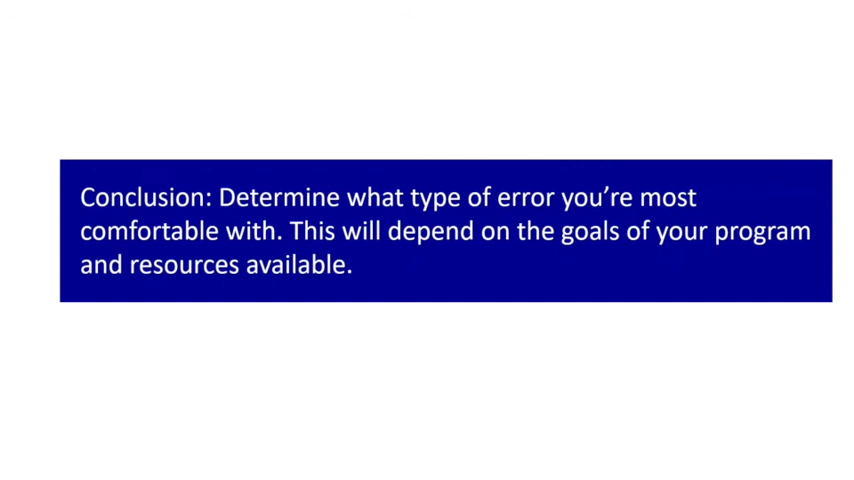 Conclusion: Determine what type of error you’re most
comfortable with. This will depend on the goals of your program
and resources available.